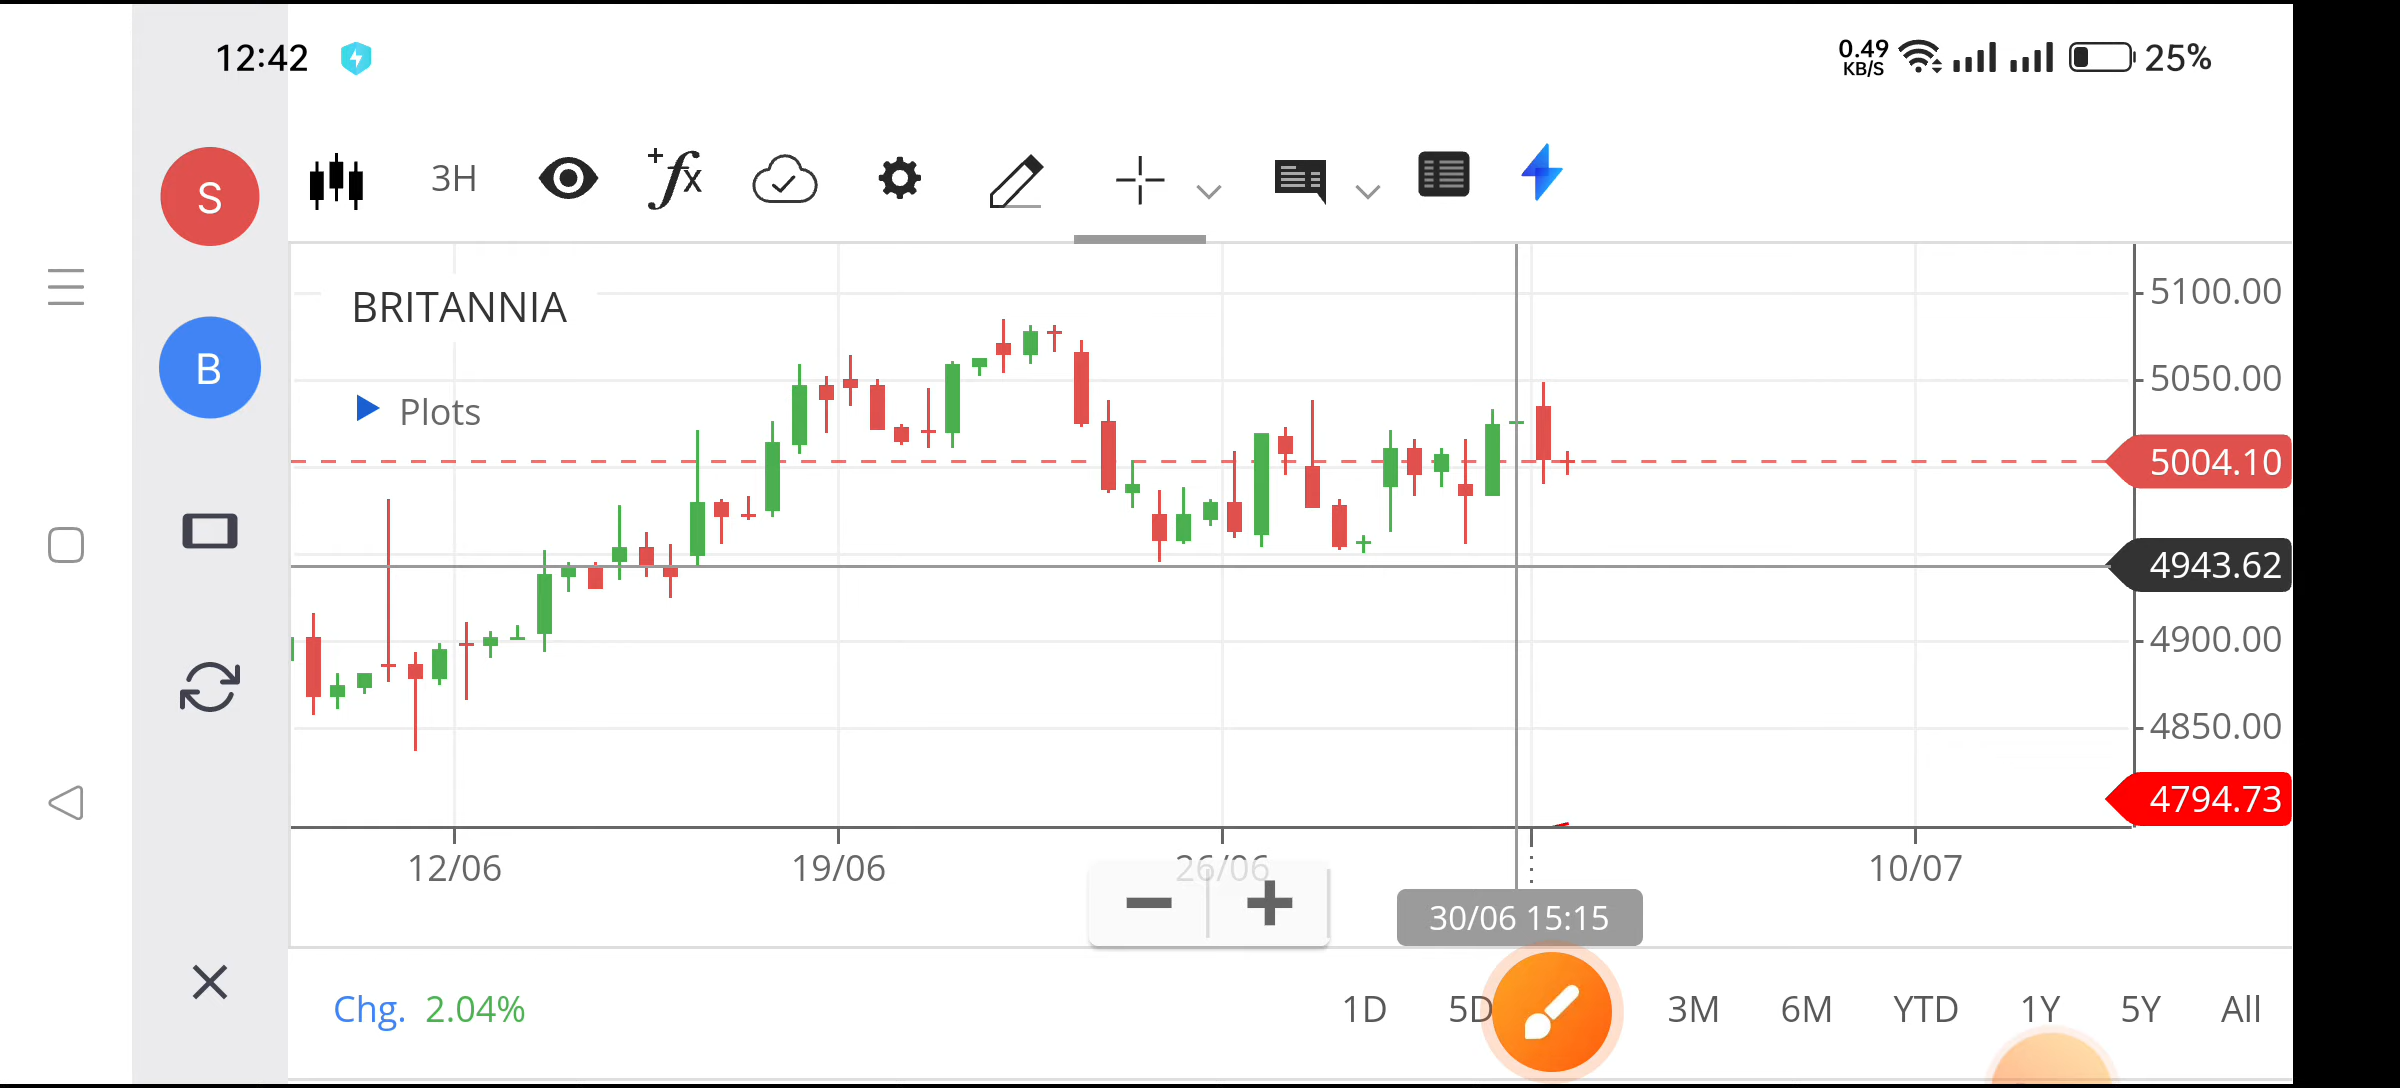 12:42
0.49
KB/S
25%
S
3H
+fx
BRITANNIA
B
Plots
5100.00
5050.00
5004.10
4943.62
4900.00
4850.00
4794.73
12/06
19/06
26/06
10/07
30/06 15:15
Chg. 2.04%
1D
5D
3M
6M
YTD
1Y
5Y
All